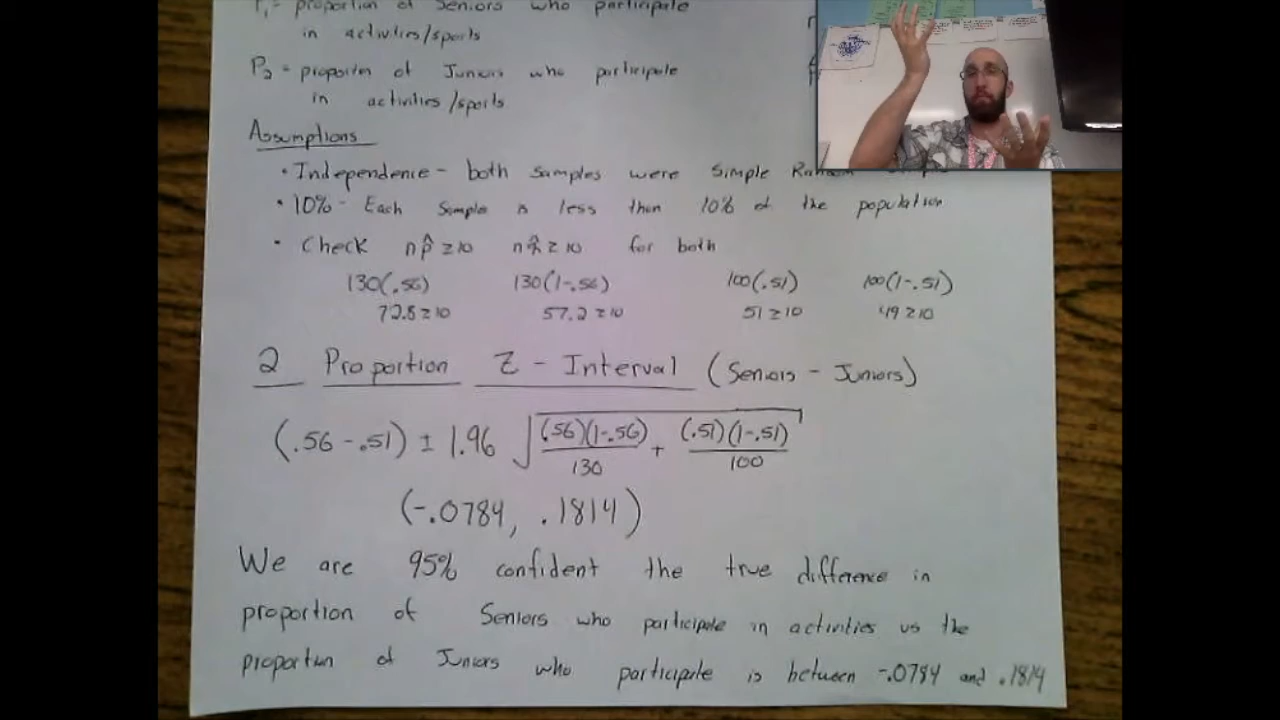 P₁ = proportion of Seniors who participate
in activities/sports
P₂ = proportion of Juniors who participate
in activities/sports
Assumptions
• Independence - both samples were Simple
• 10% - Each Sample is less than 10% of the population
• Check np̂ ≥ 10 nq̂ ≥ 10 for both
130(.56) 130(1-.56) 100(.51) 100(1-.51)
72.8 ≥ 10 57.2 ≥ 10 51 ≥ 10 49 ≥ 10
2 Proportion Z - Interval (Seniors - Juniors)
(.56 - .51) ± 1.96 √((.56)(1-.56)/130 + (.51)(1-.51)/100)
(-.0784, .1814)
We are 95% confident the true difference in
proportion of Seniors who participate in activities vs the
proportion of Juniors who participate is between -.0784 and .1814